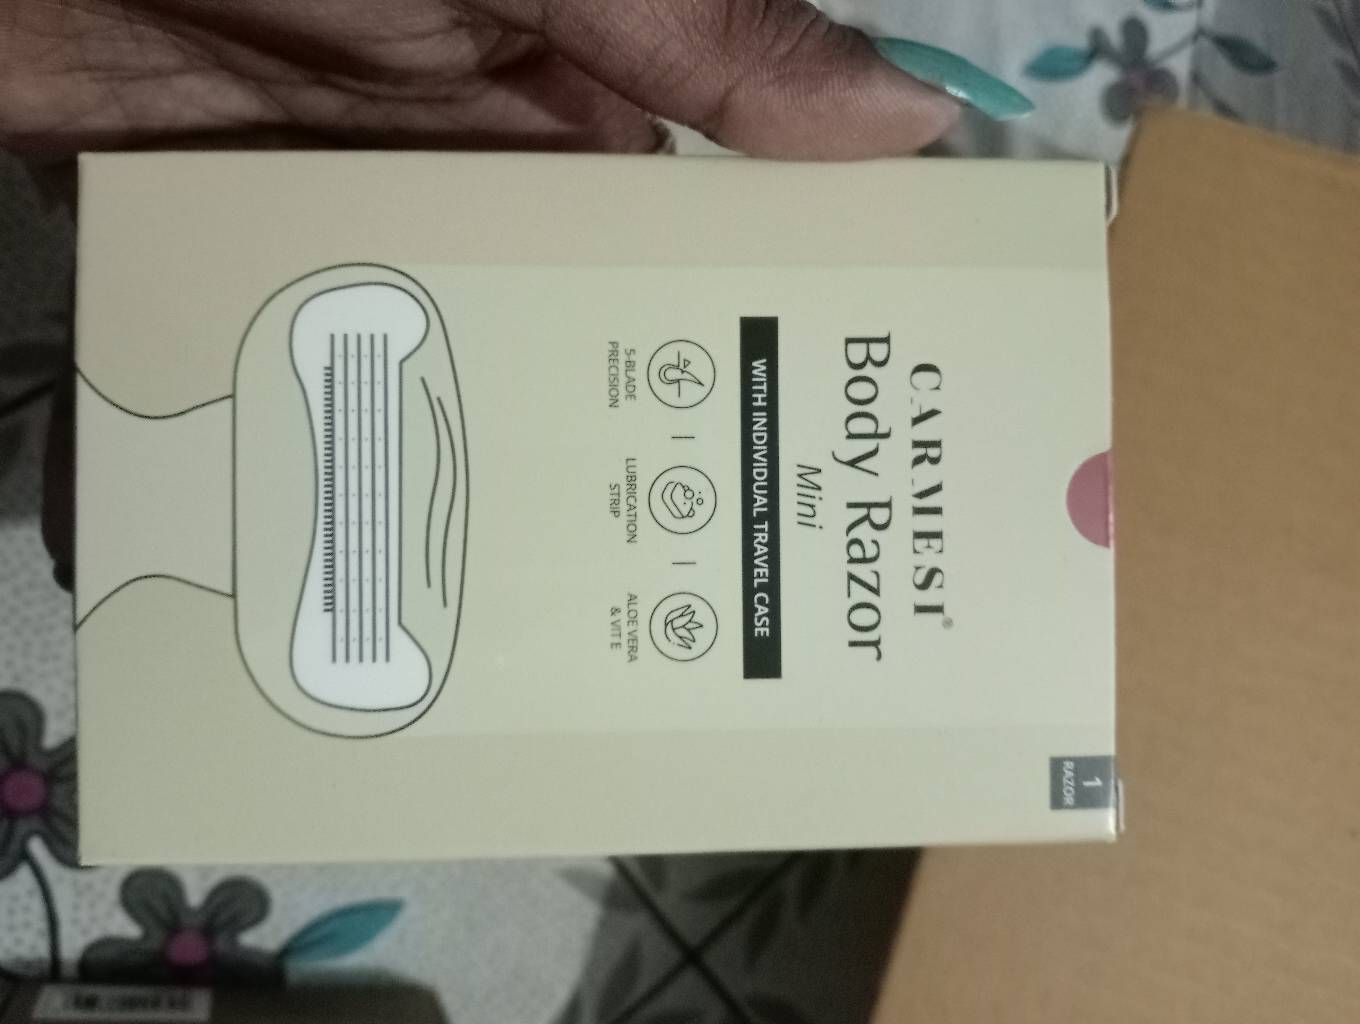 CARMESI®
Body Razor
Mini
WITH INDIVIDUAL TRAVEL CASE
5-BLADE
PRECISION
LUBRICATION
STRIP
ALOE VERA
& VIT E
1
RAZOR